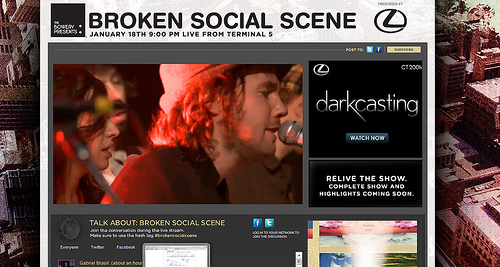 THE
BOWERY
PRESENTS
BROKEN SOCIAL SCENE
JANUARY 18TH 9:00 PM LIVE FROM TERMINAL 5
PRESENTED BY
POST TO:
SUBSCRIBE
CT200h
darkcasting
WATCH NOW
RELIVE THE SHOW.
COMPLETE SHOW AND
HIGHLIGHTS COMING SOON.
TALK ABOUT: BROKEN SOCIAL SCENE
Join the conversation during the live stream.
Make sure to use the hash tag #brokensocialscene
LOG IN TO YOUR NETWORK TO
JOIN THE DISCUSSION.
Everyone Twitter Facebook
Gabriel Brasil: (about an hour